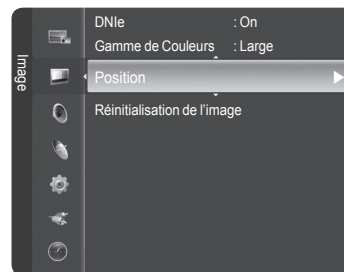 Image
DNIe : On
Gamme de Couleurs : Large
Position
Réinitialisation de l'image